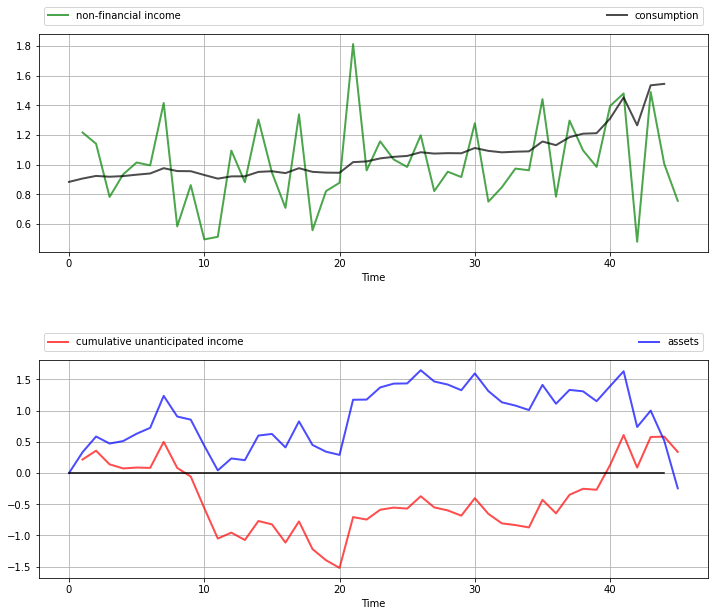 non-financial income consumption
1.8
1.6
1.4
1.2
1.0
0.8
0.6
0 10 20 30 40
Time
cumulative unanticipated income assets
1.5
1.0
0.5
0.0
−0.5
−1.0
−1.5
0 10 20 30 40
Time